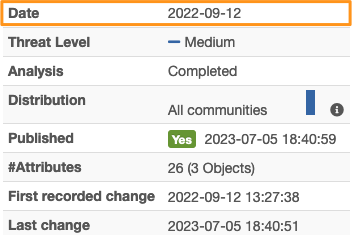 Date 2022-09-12
Threat Level Medium
Analysis Completed
Distribution All communities
Published Yes 2023-07-05 18:40:59
#Attributes 26 (3 Objects)
First recorded change 2022-09-12 13:27:38
Last change 2023-07-05 18:40:51